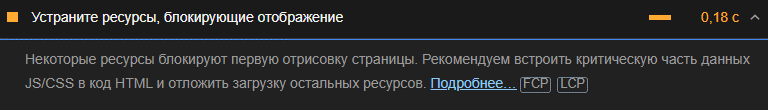 Устраните ресурсы, блокирующие отображение 0,18 с
Некоторые ресурсы блокируют первую отрисовку страницы. Рекомендуем встроить критическую часть данных
JS/CSS в код HTML и отложить загрузку остальных ресурсов. Подробнее… FCP LCP